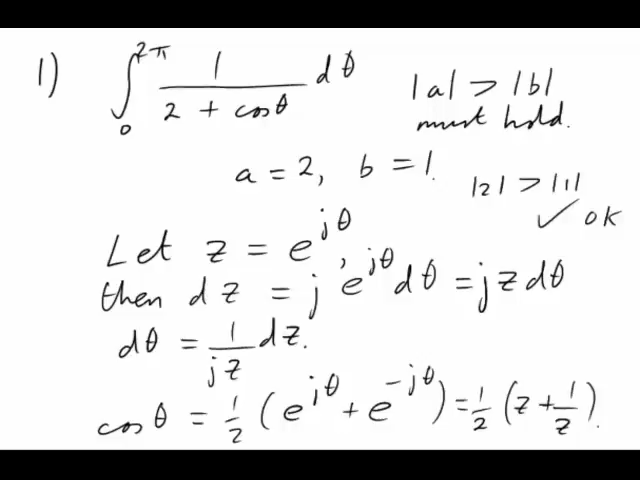 1) ∫₀^2π 1/(2 + cosθ) dθ |a| > |b|
must hold.
a = 2, b = 1. |2| > |1|
✓ OK
Let z = e^jθ,
then dz = j e^jθ dθ = jz dθ
dθ = 1/(jz) dz.
cosθ = 1/2 (e^jθ + e^-jθ) = 1/2 (z + 1/z).